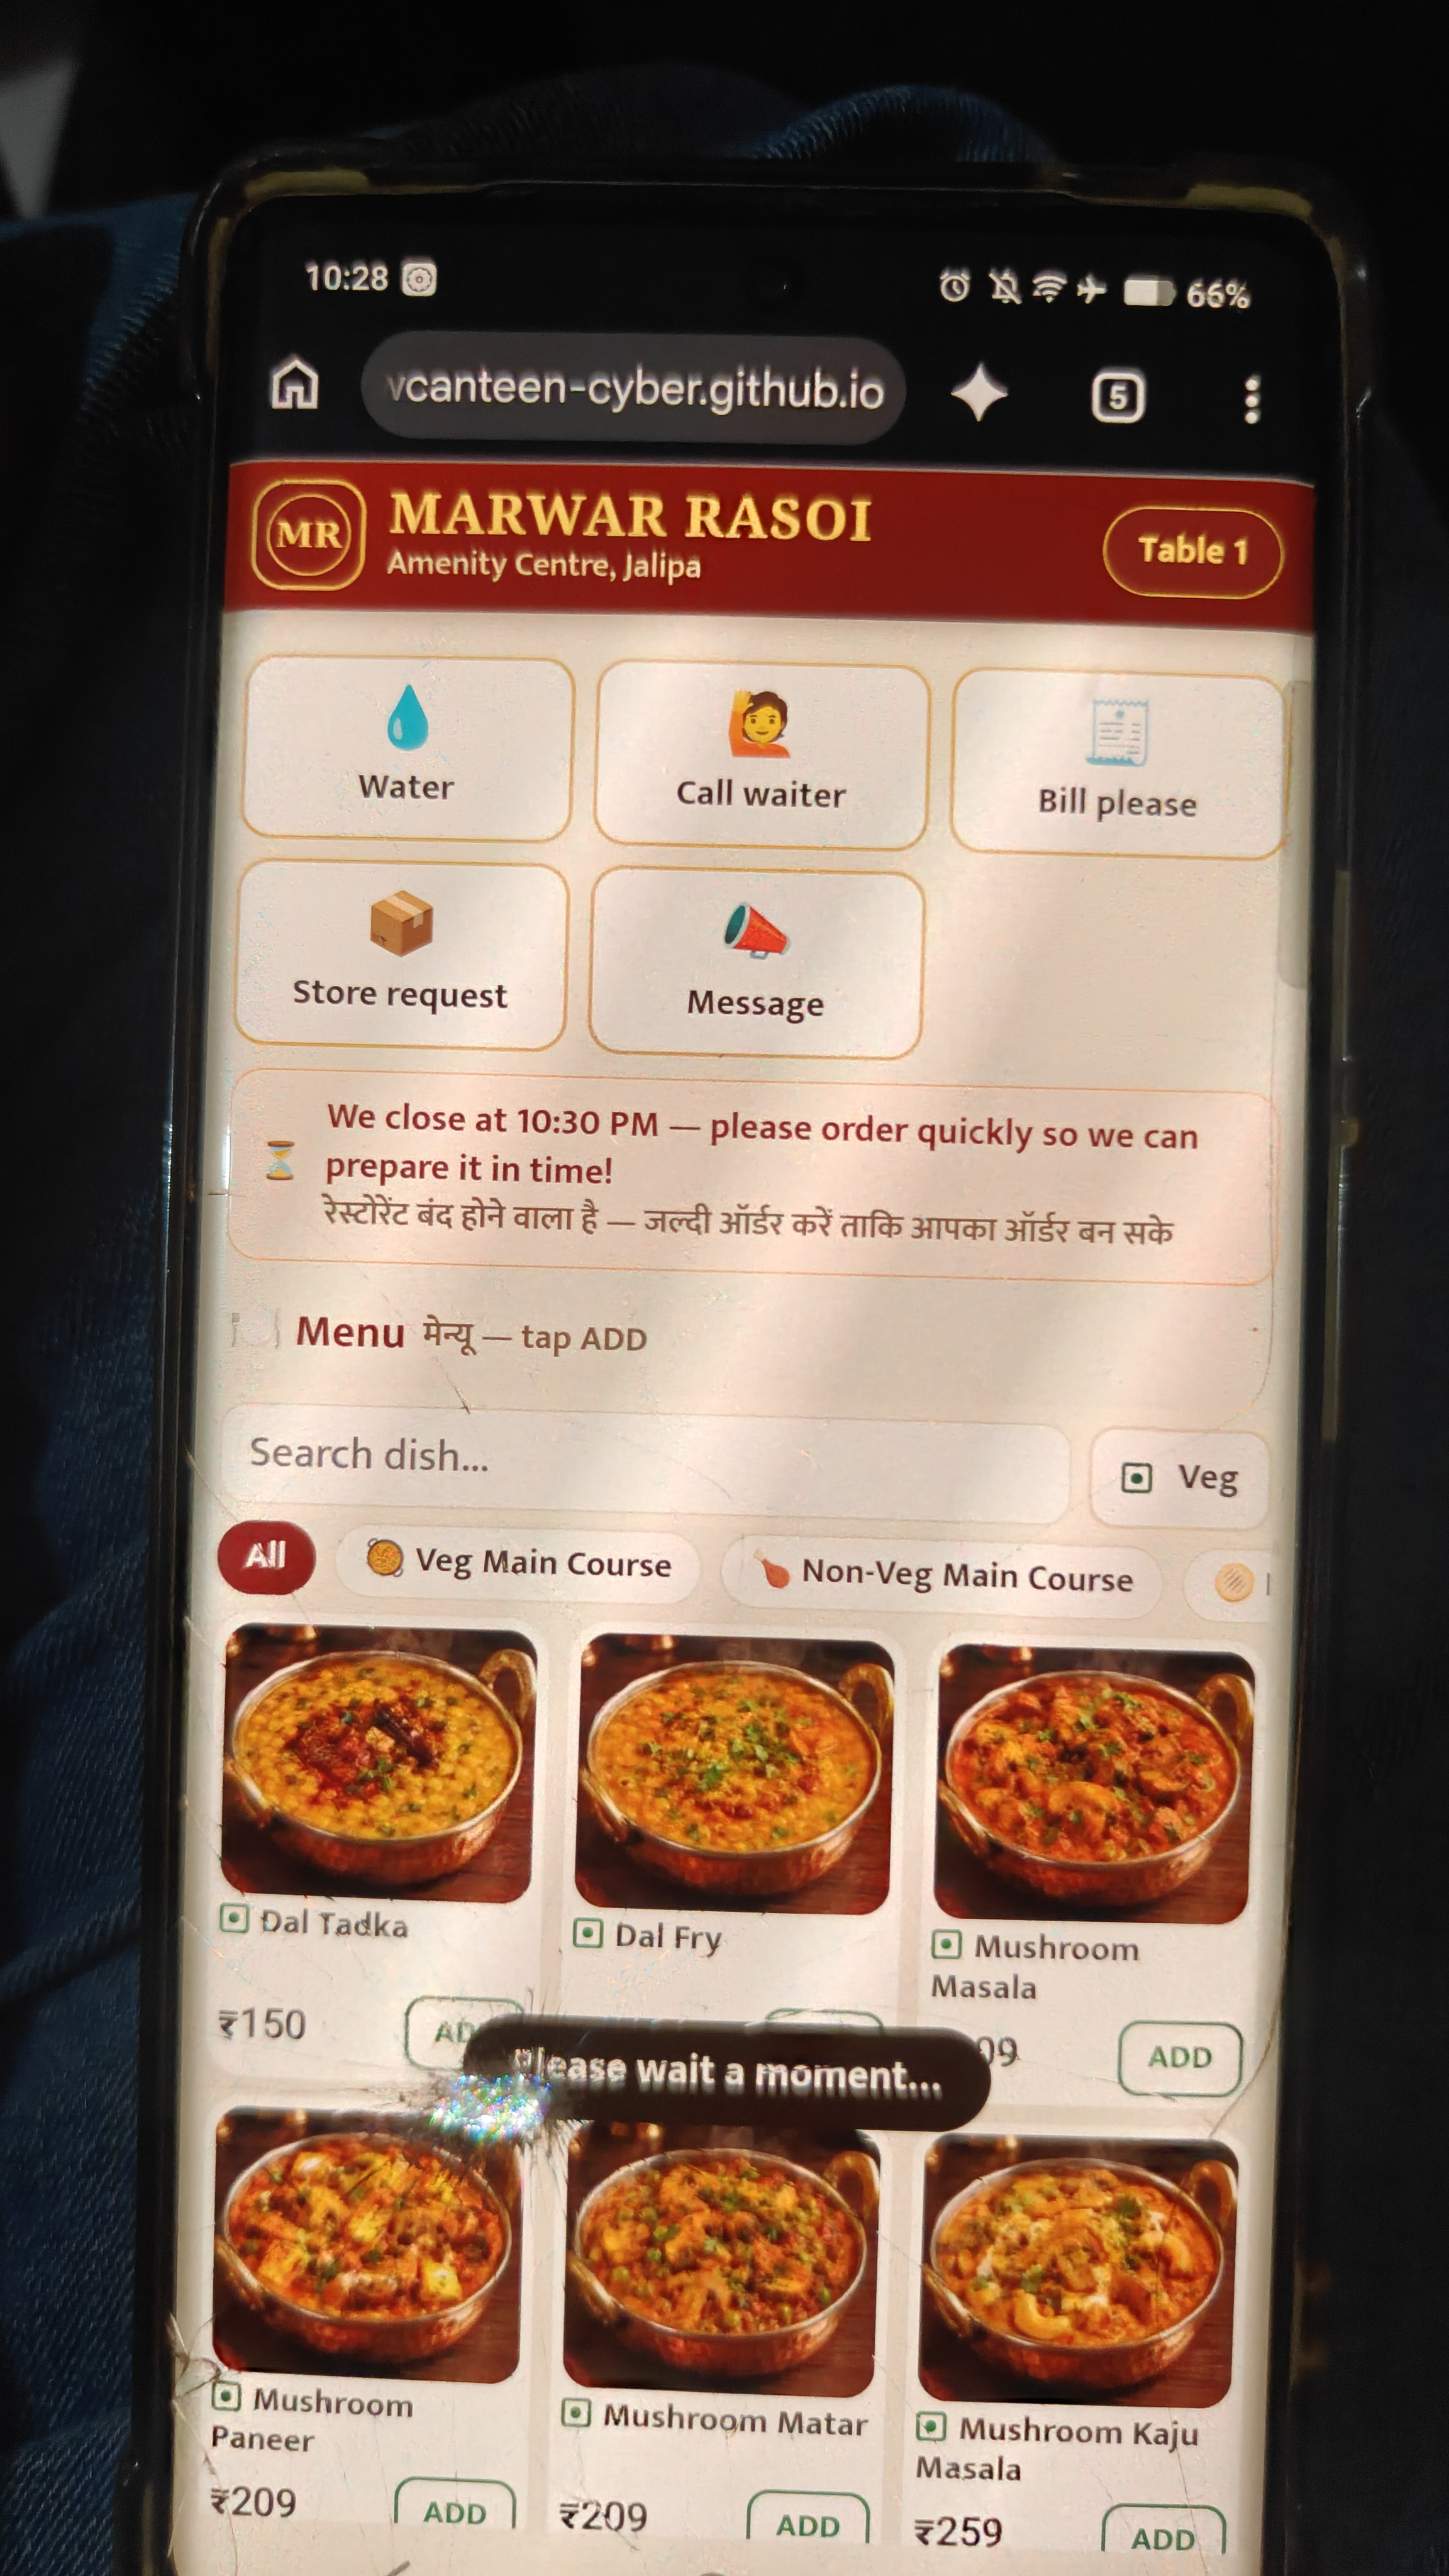 10:28
66%
vcanteen-cyber.github.io
5
MR
MARWAR RASOI
Amenity Centre, Jalipa
Table 1
Water
Call waiter
Bill please
Store request
Message
We close at 10:30 PM — please order quickly so we can
prepare it in time!
रेस्टोरेंट बंद होने वाला है — जल्दी ऑर्डर करें ताकि आपका ऑर्डर बन सके
Menu मेन्यू — tap ADD
Search dish...
Veg
All
Veg Main Course
Non-Veg Main Course
Dal Tadka
Dal Fry
Mushroom
Masala
₹150
09
ADD
Please wait a moment...
Mushroom
Paneer
Mushroom Matar
Mushroom Kaju
Masala
₹209
ADD
₹209
ADD
₹259
ADD